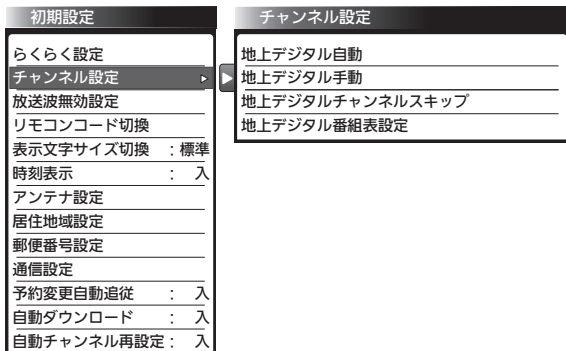 初期設定
らくらく設定
チャンネル設定
放送波無効設定
リモコンコード切換
表示文字サイズ切換 :標準
時刻表示 : 入
アンテナ設定
居住地域設定
郵便番号設定
通信設定
予約変更自動追従 : 入
自動ダウンロード : 入
自動チャンネル再設定: 入
チャンネル設定
地上デジタル自動
地上デジタル手動
地上デジタルチャンネルスキップ
地上デジタル番組表設定